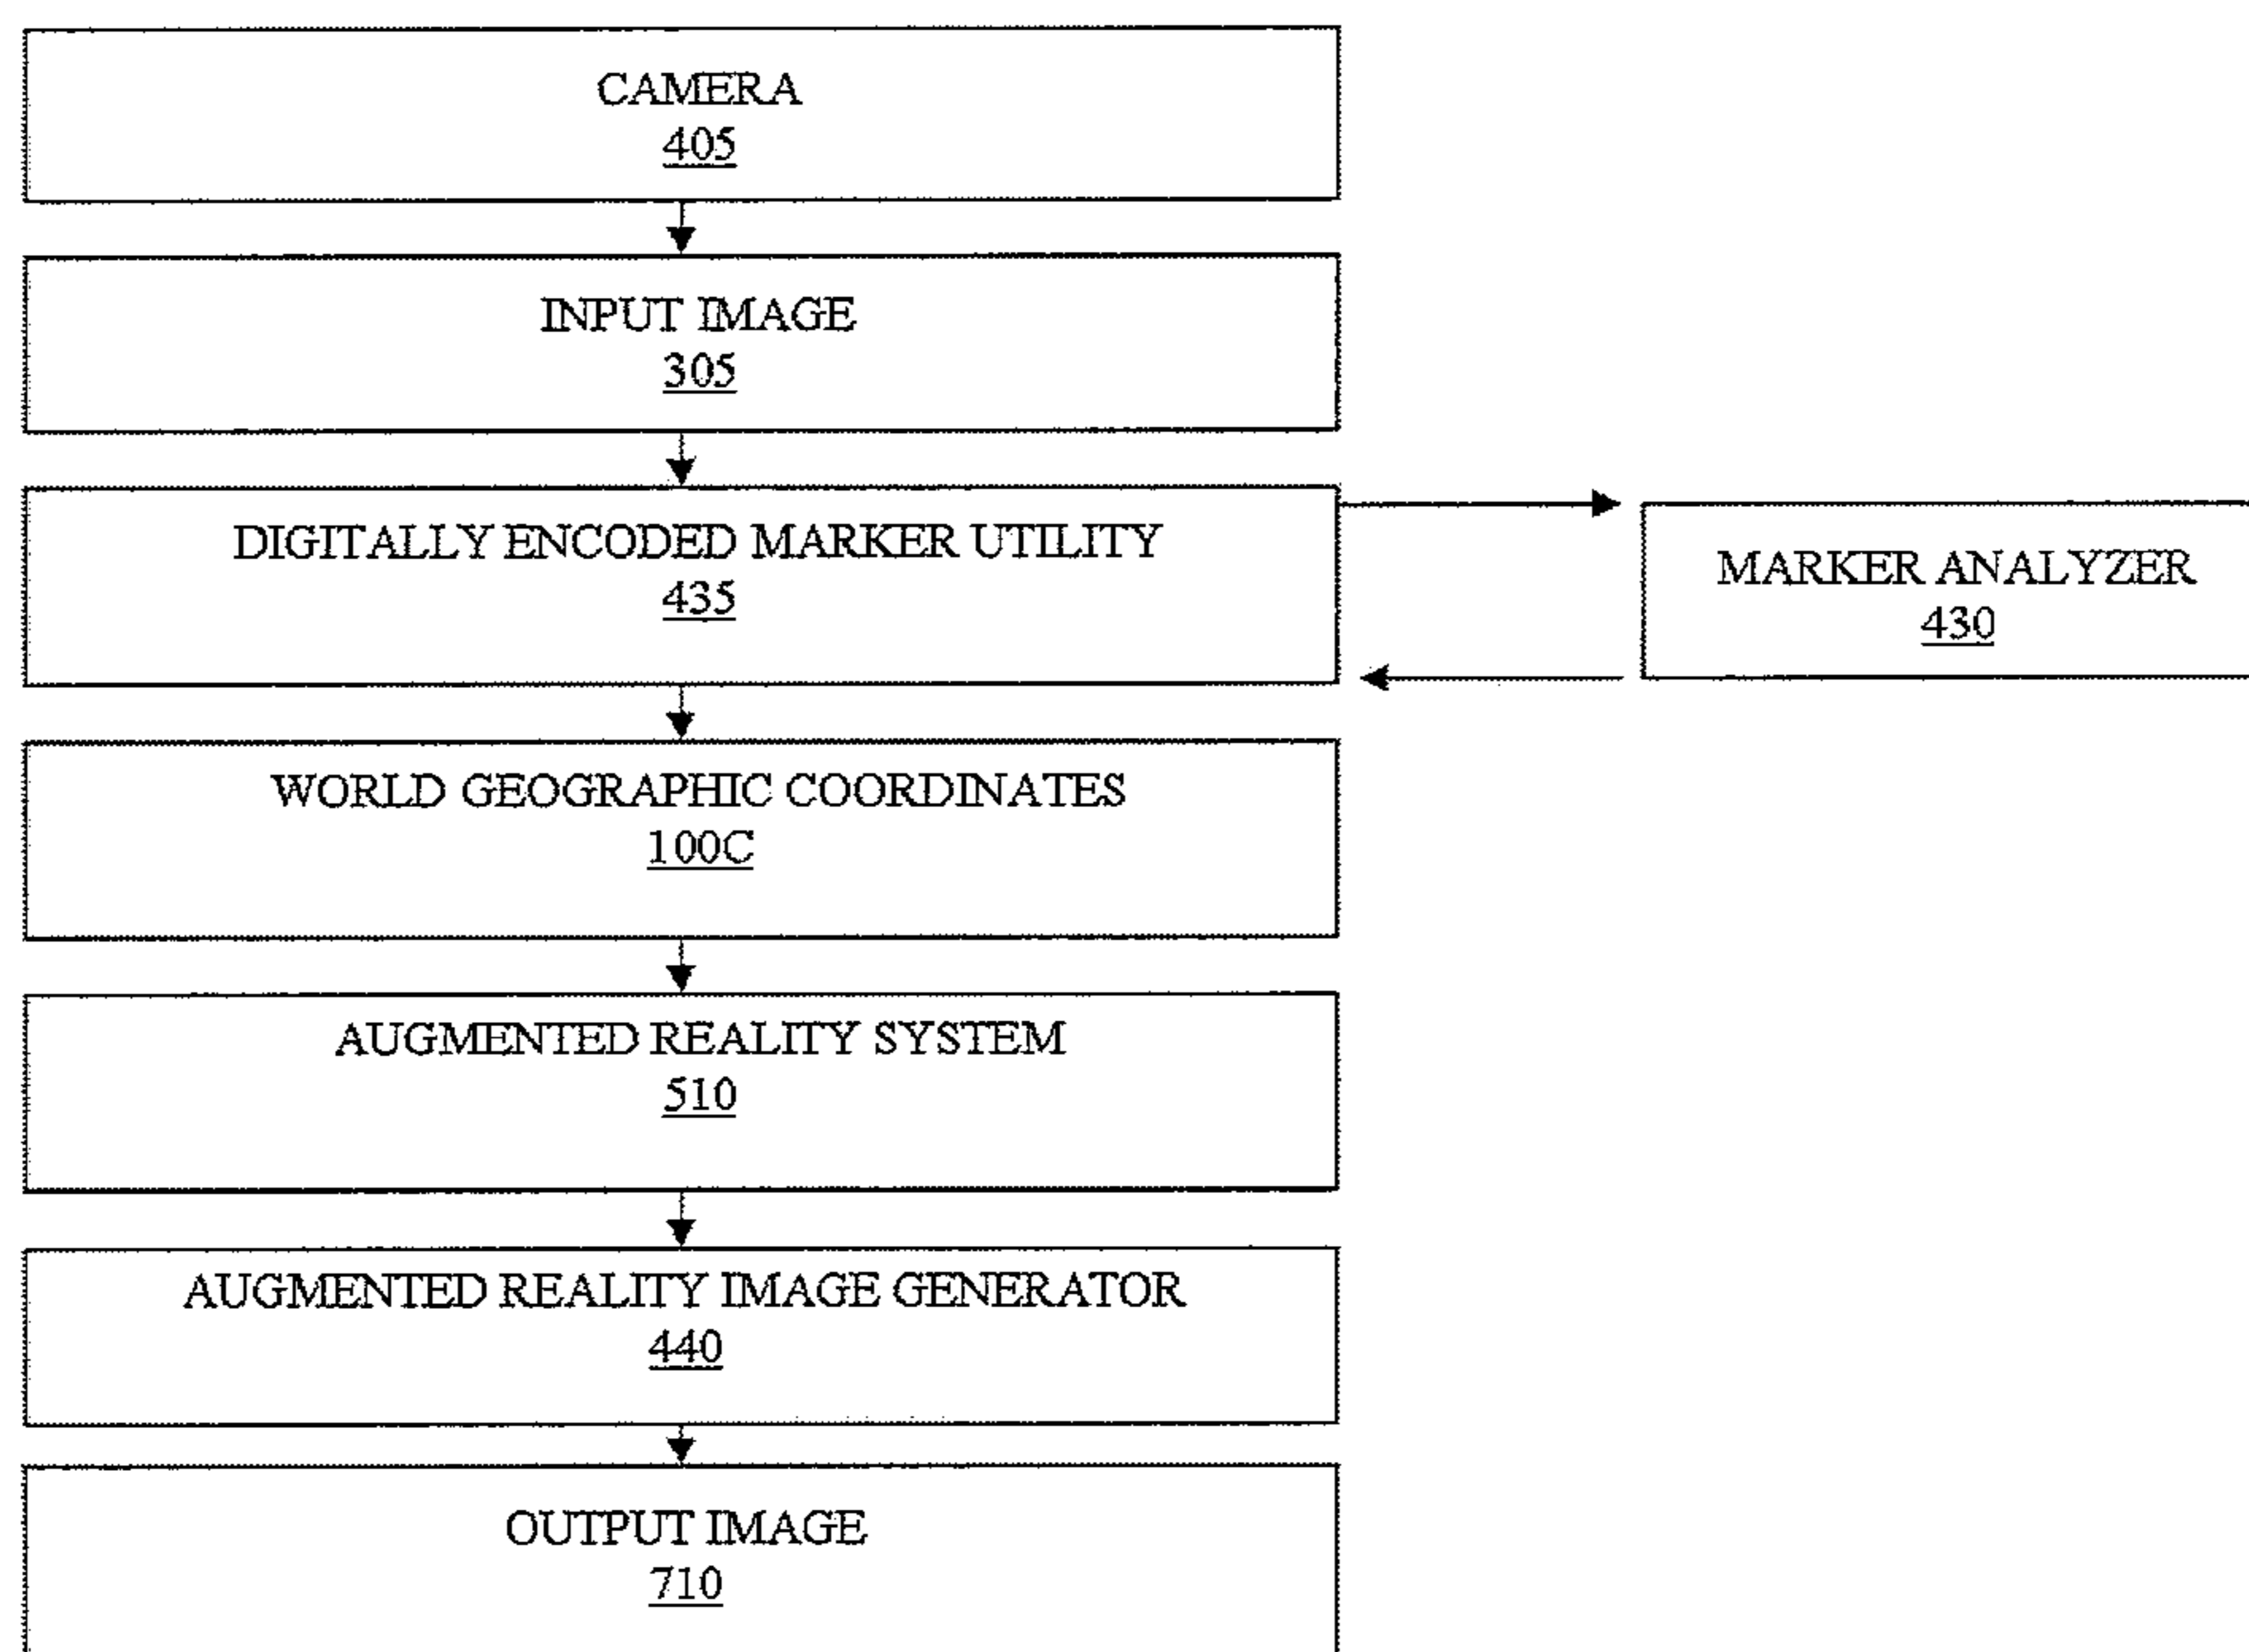 CAMERA
405
INPUT IMAGE
305
DIGITALLY ENCODED MARKER UTILITY
435
MARKER ANALYZER
430
WORLD GEOGRAPHIC COORDINATES
100C
AUGMENTED REALITY SYSTEM
510
AUGMENTED REALITY IMAGE GENERATOR
440
OUTPUT IMAGE
710